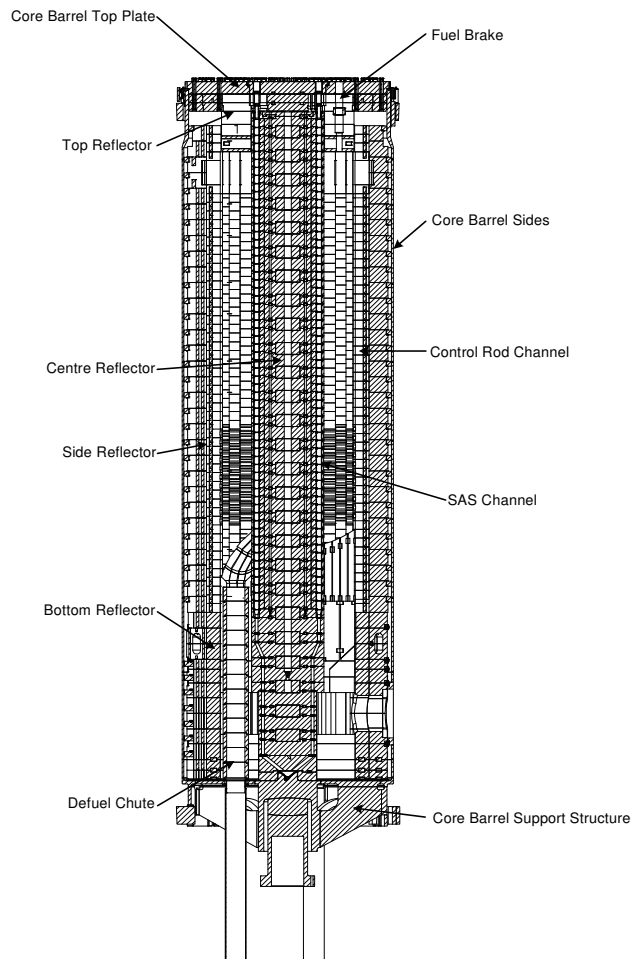 Core Barrel Top Plate
Fuel Brake
Top Reflector
Core Barrel Sides
Control Rod Channel
Centre Reflector
Side Reflector
SAS Channel
Bottom Reflector
Defuel Chute
Core Barrel Support Structure